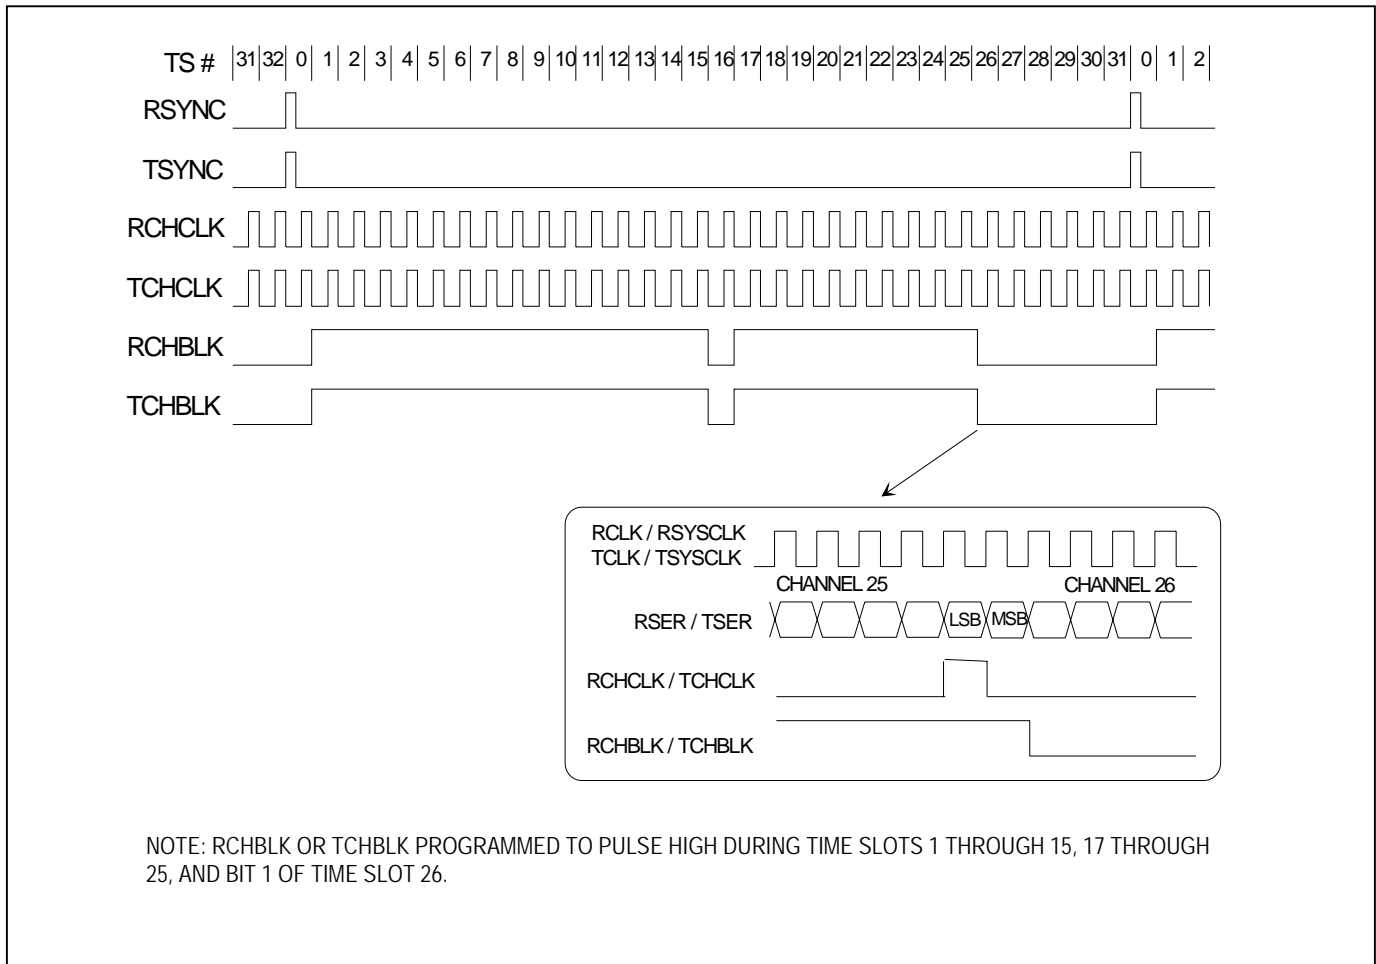 TS # 31 32 0 1 2 3 4 5 6 7 8 9 10 11 12 13 14 15 16 17 18 19 20 21 22 23 24 25 26 27 28 29 30 31 0 1 2
RSYNC
TSYNC
RCHCLK
TCHCLK
RCHBLK
TCHBLK
RCLK / RSYSCLK
TCLK / TSYSCLK
CHANNEL 25 CHANNEL 26
RSER / TSER LSB MSB
RCHCLK / TCHCLK
RCHBLK / TCHBLK
NOTE: RCHBLK OR TCHBLK PROGRAMMED TO PULSE HIGH DURING TIME SLOTS 1 THROUGH 15, 17 THROUGH
25, AND BIT 1 OF TIME SLOT 26.